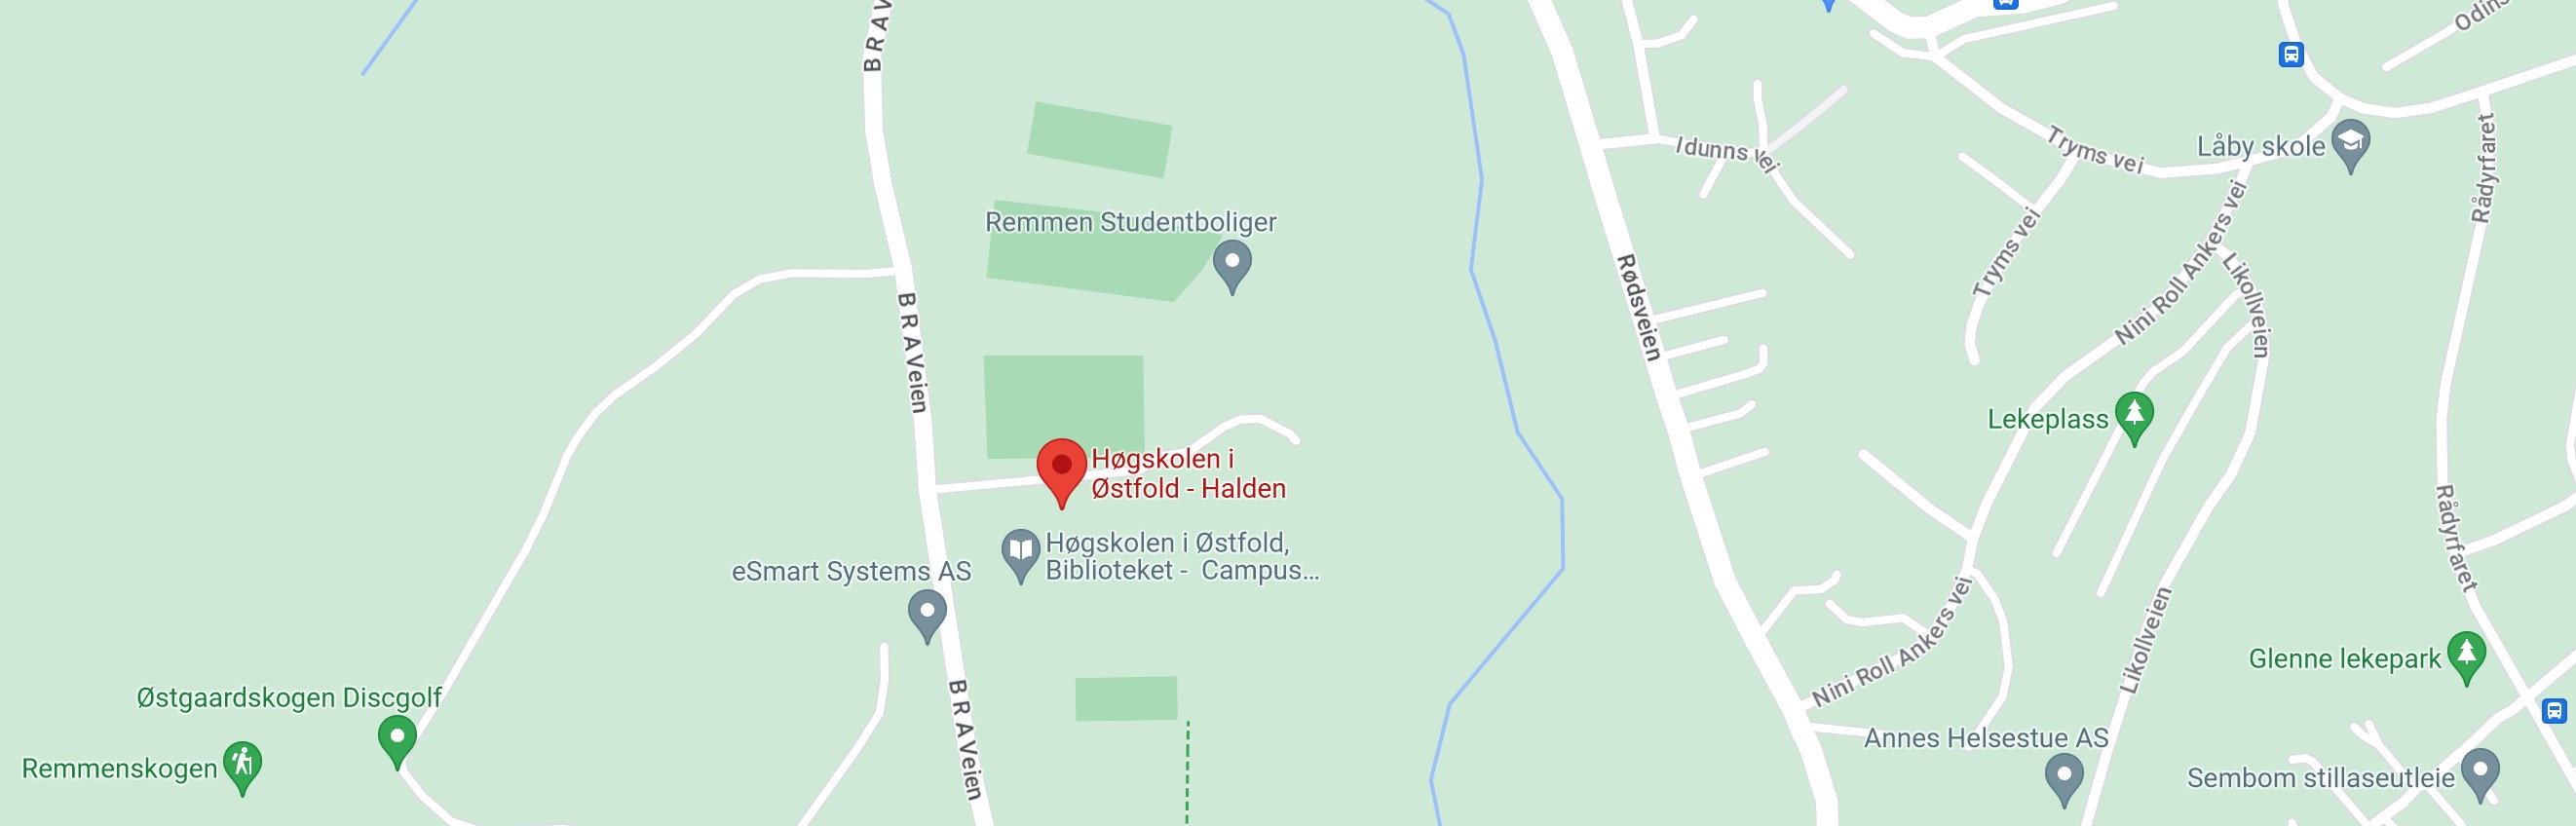 B R A V
Odins
Idunns vei
Tryms vei
Låby skole
Rådyrfaret
Remmen Studentboliger
Tryms vei
Nini Roll Ankers vei
Likollveien
Rødsveien
B R A Veien
Lekeplass
Høgskolen i
Østfold - Halden
Høgskolen i Østfold,
Biblioteket - Campus...
eSmart Systems AS
Rådyrfaret
Nini Roll Ankers vei
Likollveien
Glenne lekepark
Østgaardskogen Discgolf
B R A Veien
Annes Helsestue AS
Remmenskogen
Sembom stillaseutleie